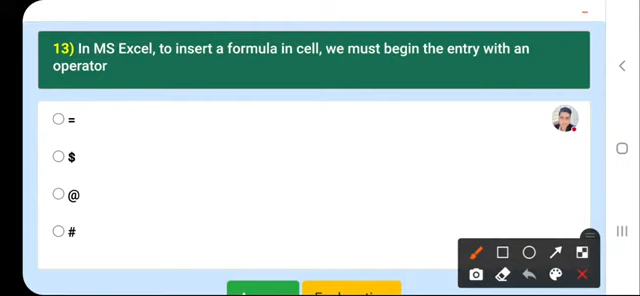 13) In MS Excel, to insert a formula in cell, we must begin the entry with an
operator
=
$
@
#